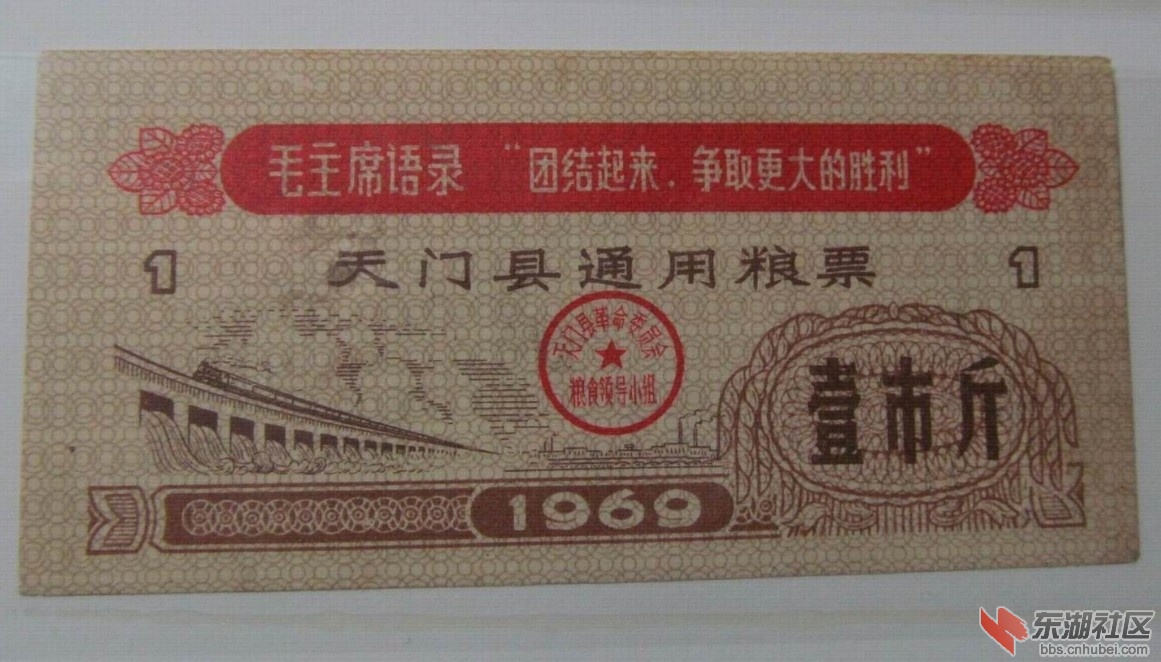 毛主席语录 “团结起来，争取更大的胜利”
1 天门县通用粮票 1
天门县革命委员会
粮食领导小组
壹市斤
1969
东湖社区
bbs.cnhubei.com